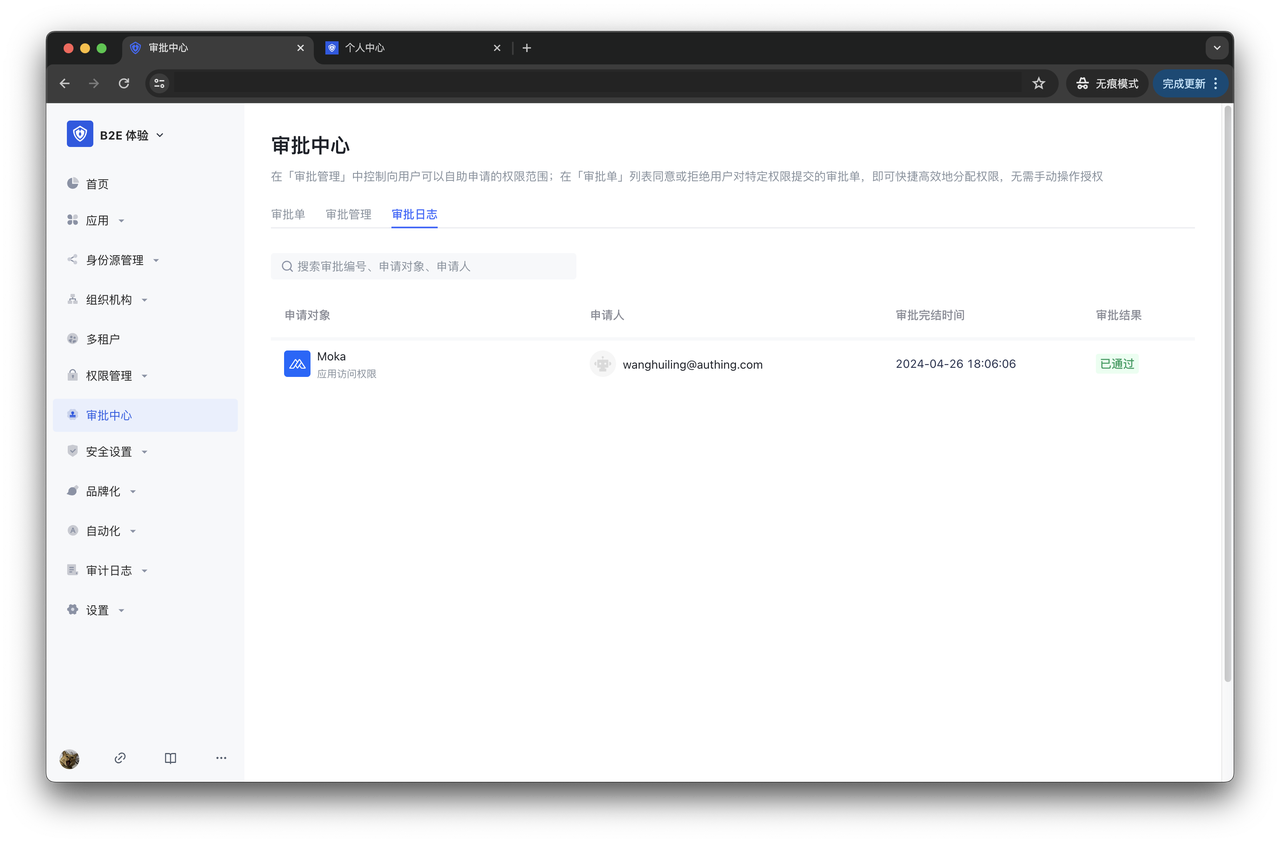 审批中心
个人中心
无痕模式
完成更新
B2E 体验
首页
应用
身份源管理
组织机构
多租户
权限管理
审批中心
安全设置
品牌化
自动化
审计日志
设置
审批中心
在「审批管理」中控制向用户可以自助申请的权限范围；在「审批单」列表同意或拒绝用户对特定权限提交的审批单，即可快捷高效地分配权限，无需手动操作授权
审批单 审批管理 审批日志
搜索审批编号、申请对象、申请人
申请对象 申请人 审批完结时间 审批结果
Moka
应用访问权限
wanghuiling@authing.com
2024-04-26 18:06:06
已通过